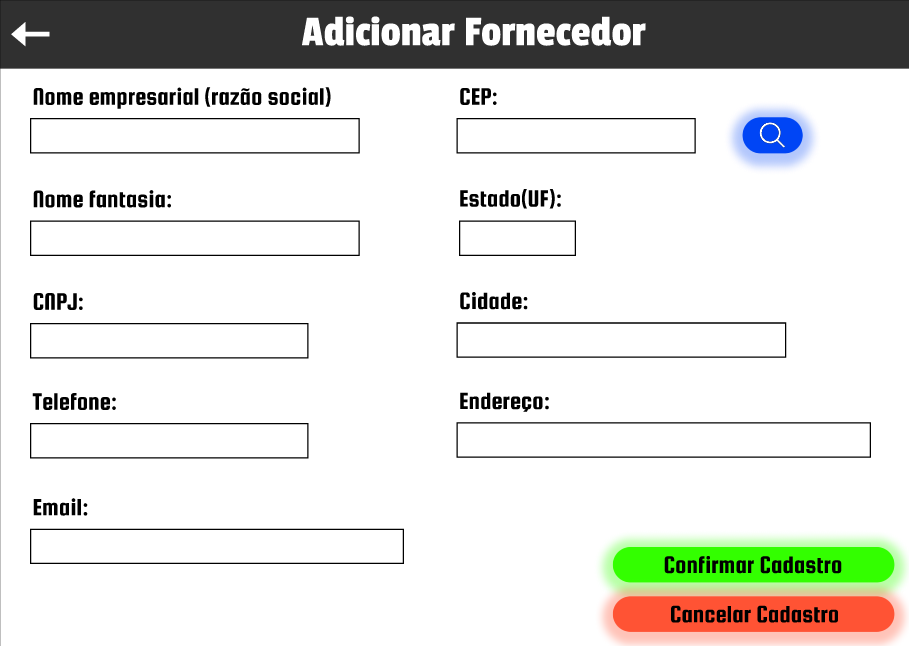 Adicionar Fornecedor
Nome empresarial (razão social)
CEP:
Nome fantasia:
Estado(UF):
CNPJ:
Cidade:
Telefone:
Endereço:
Email:
Confirmar Cadastro
Cancelar Cadastro